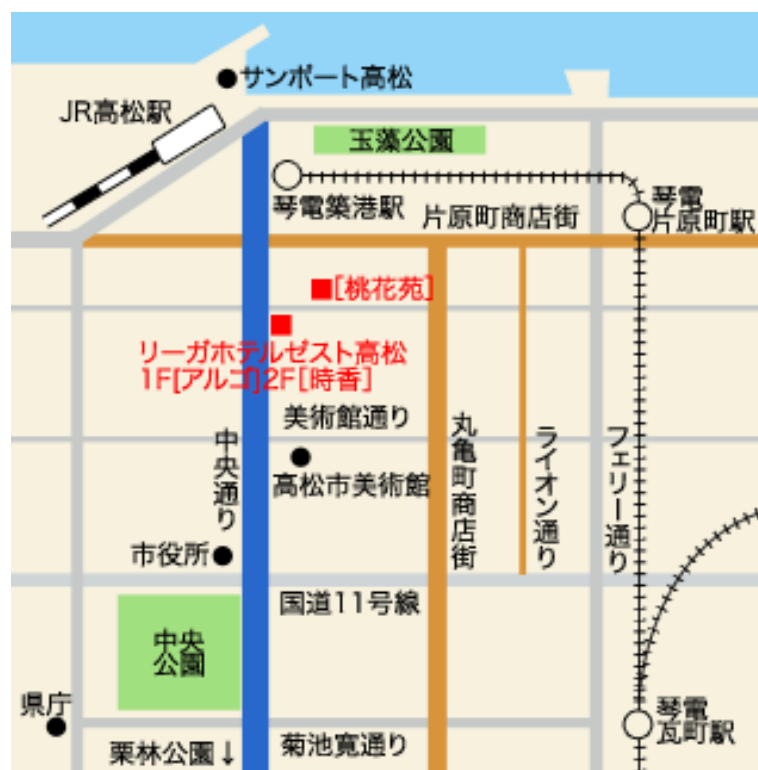 サンポート高松
JR高松駅
玉藻公園
琴電築港駅
片原町商店街
琴電
片原町駅
[桃花苑]
リーガホテルゼスト高松
1F[アルゴ]2F[時香]
美術館通り
中央通り
高松市美術館
丸亀町商店街
ライオン通り
フェリー通り
市役所
国道11号線
中央
公園
県庁
栗林公園↓
菊池寛通り
琴電
瓦町駅